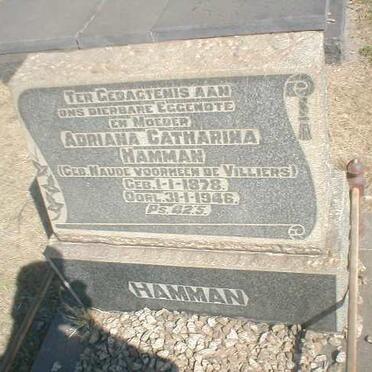 TER GEDAGTENIS AAN
ONS DIERBARE EGGENOTE
EN MOEDER
ADRIANA CATHARINA
HAMMAN
(GEB. NAUDE VOORHEEN DE VILLIERS)
GEB. 1-1-1878.
OORL. 31-1-1946.
PS. 42:5.
HAMMAN